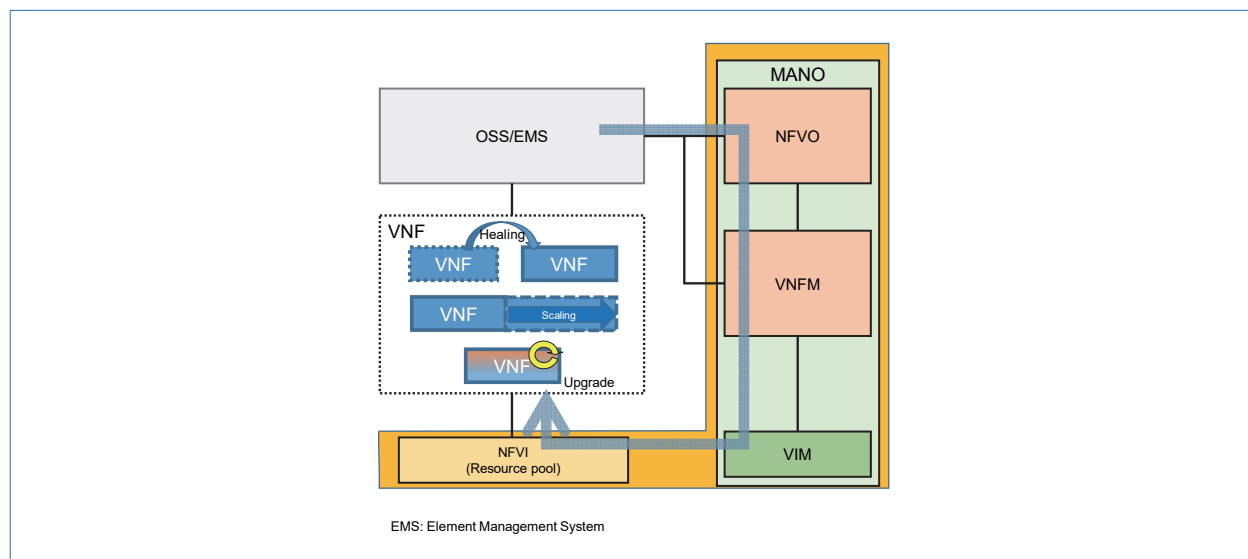 MANO
OSS/EMS
NFVO
VNF
Healing
VNF
VNF
VNFM
VNF
Scaling
VNF
Upgrade
NFVI
(Resource pool)
VIM
EMS: Element Management System